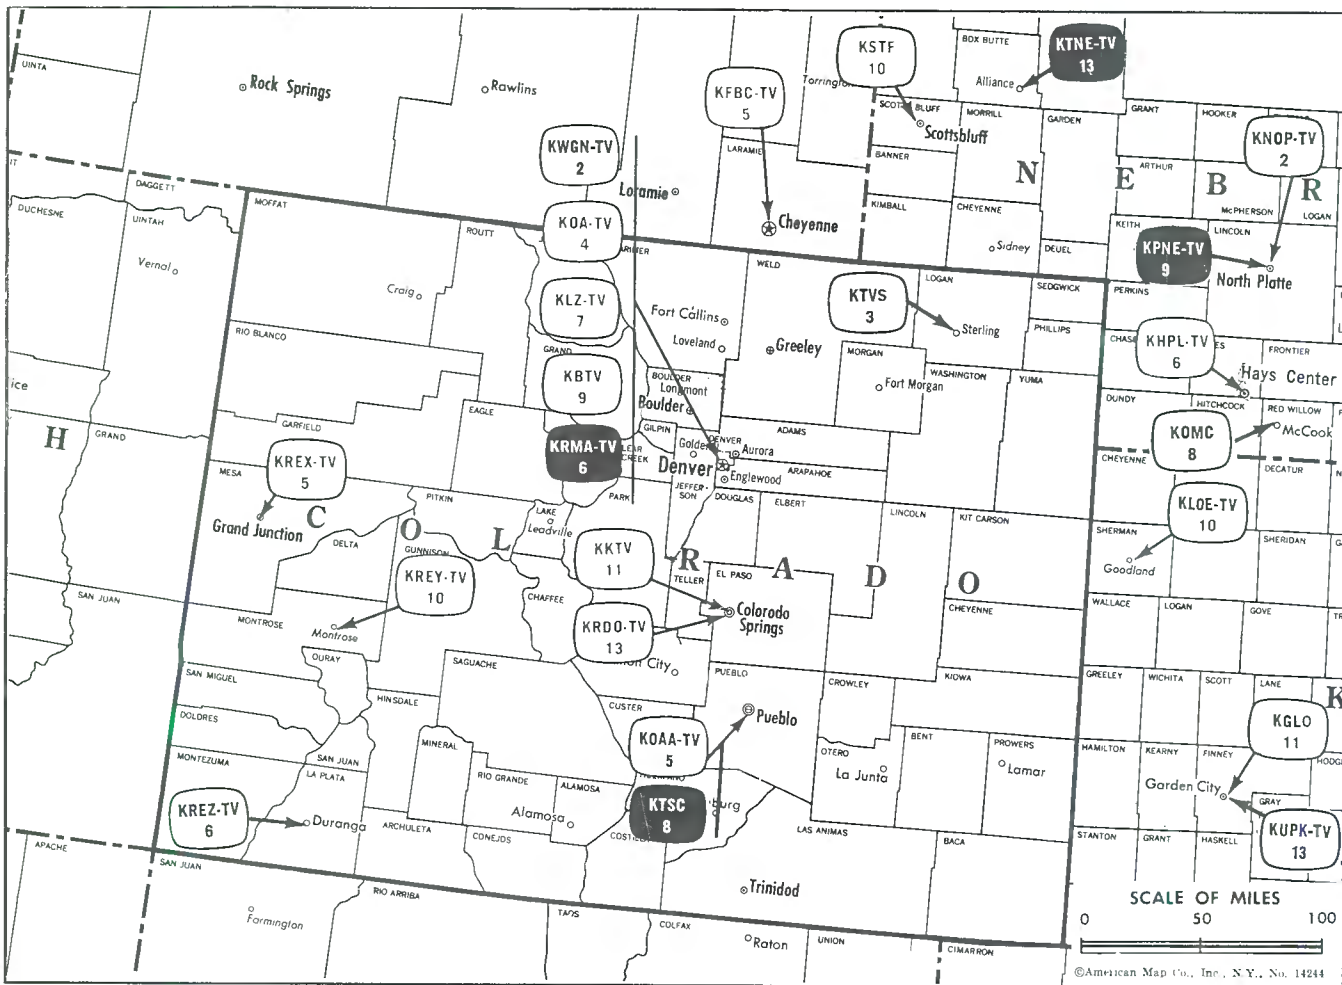 UINTA
Rock Springs
Rawlins
KSTF
10
BOX BUTTE
KTNE-TV
13
Alliance
KFBC-TV
5
SCOTTS BLUFF
MORRILL
GARDEN
GRANT
HOOKER
Scottsbluff
KWGN-TV
2
LARAMIE
BANNER
N E B R
ARTHUR
KNOP-TV
2
DAGGETT
MOFFAT
Laramie
KIMBALL
CHEYENNE
McPHERSON
LOGAN
DUCHESNE
UINTAH
ROUTT
KOA-TV
4
Cheyenne
KEITH
LINCOLN
Sidney
DEUEL
KPNE-TV
9
North Platte
Vernal
Craig
WELD
LOGAN
SEDGWICK
PERKINS
KLZ-TV
7
Fort Collins
KTVS
3
Sterling
PHILLIPS
RIO BLANCO
Loveland
Greeley
MORGAN
KHPL-TV
6
FRONTIER
GRAND
KBTV
9
BOULDER
Longmont
Boulder
Fort Morgan
WASHINGTON
YUMA
Hays Center
DUNDY
HITCHCOCK
RED WILLOW
EAGLE
GARFIELD
GILPIN
DENVER
ADAMS
KOMC
8
McCook
H
GRAND
KRMA-TV
6
CREEK
Golden
Aurora
Denver
Englewood
ARAPAHOE
CHEYENNE
DECATUR
KREX-TV
5
MESA
PITKIN
PARK
JEFFER-
SON
DOUGLAS
ELBERT
LINCOLN
KIT CARSON
KLOE-TV
10
Grand Junction
LAKE
Leadville
SHERMAN
SHERIDAN
C O L R A D O
DELTA
GUNNISON
KKTV
11
TELLER
EL PASO
Goodland
KREY-TV
10
SAN JUAN
CHAFFEE
Colorado
Springs
CHEYENNE
WALLACE
LOGAN
GOVE
MONTROSE
Montrose
KRDO-TV
13
OURAY
SAGUACHE
City
PUEBLO
KIOWA
GREELEY
WICHITA
SCOTT
LANE
SAN MIGUEL
HINSDALE
CUSTER
CROWLEY
K
DOLORES
Pueblo
KGLO
11
KOAA-TV
5
MINERAL
OTERO
BENT
PROWERS
HAMILTON
KEARNY
FINNEY
MONTEZUMA
SAN JUAN
LA PLATA
RIO GRANDE
ALAMOSA
La Junta
Lamar
Garden City
GRAY
KREZ-TV
6
Durango
Alamosa
KTSC
8
ARCHULETA
CONEJOS
LAS ANIMAS
BACA
STANTON
GRANT
HASKELL
KUPK-TV
13
APACHE
SAN JUAN
RIO ARRIBA
Trinidad
SCALE OF MILES
0 50 100
Farmington
TAOS
COLFAX
Raton
UNION
CIMARRON
©American Map Co., Inc., N.Y., No. 14244